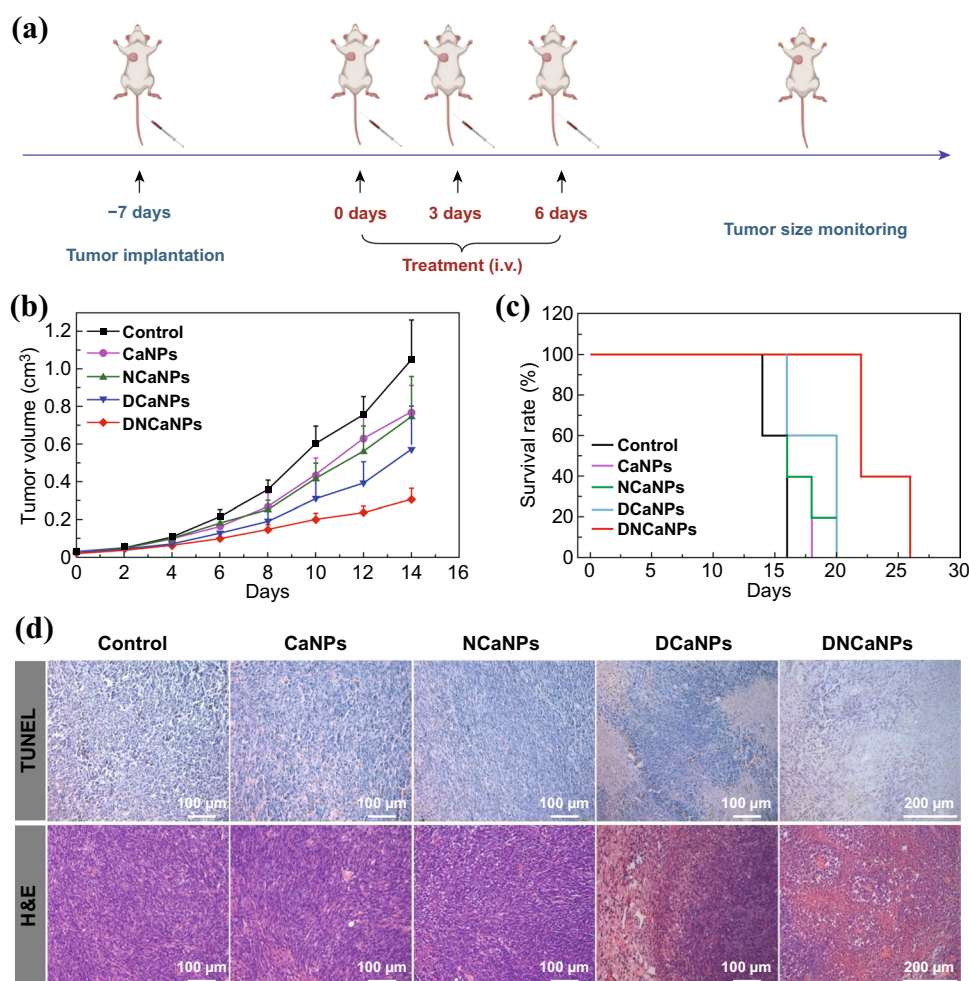 (a)
−7 days
0 days
3 days
6 days
Tumor implantation
Treatment (i.v.)
Tumor size monitoring
(b)
Tumor volume (cm³)
1.2
1.0
0.8
0.6
0.4
0.2
0
Control
CaNPs
NCaNPs
DCaNPs
DNCaNPs
0 2 4 6 8 10 12 14 16
Days
(c)
Survival rate (%)
120
100
80
60
40
20
0
Control
CaNPs
NCaNPs
DCaNPs
DNCaNPs
0 5 10 15 20 25 30
Days
(d)
Control CaNPs NCaNPs DCaNPs DNCaNPs
TUNEL
100 µm 100 µm 100 µm 100 µm 200 µm
H&E
100 µm 100 µm 100 µm 100 µm 200 µm